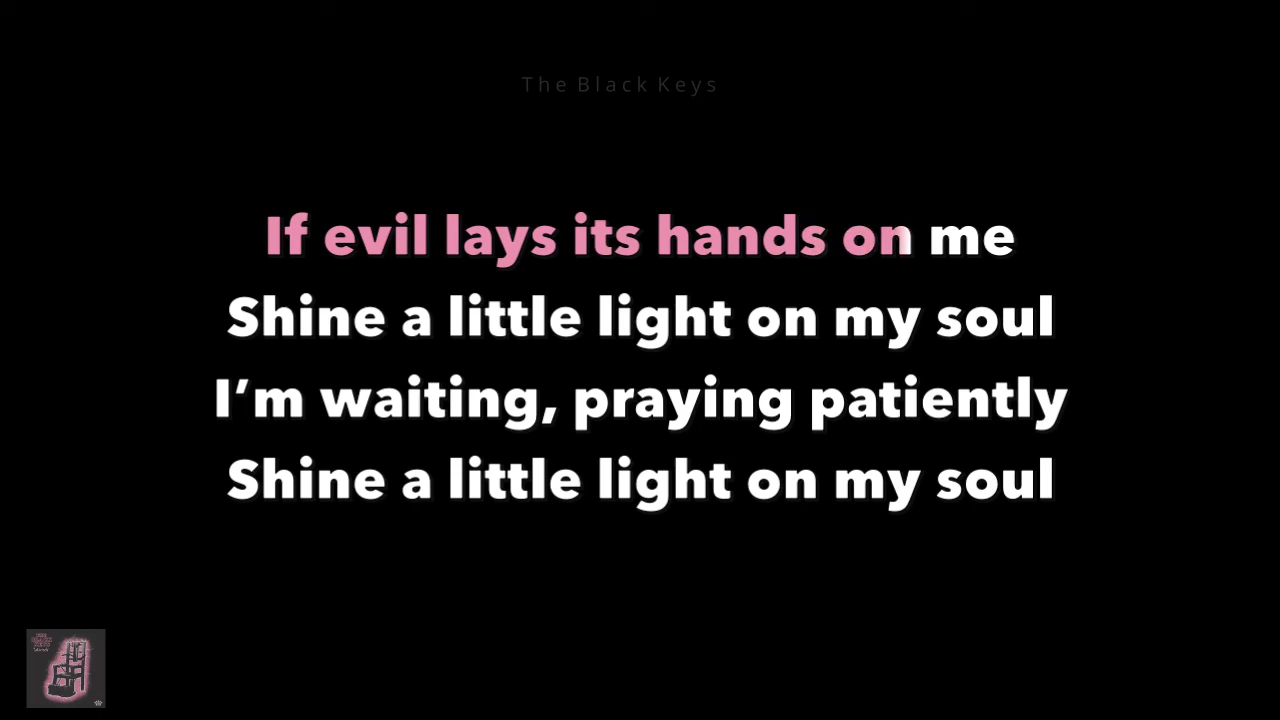 The Black Keys
If evil lays its hands on me
Shine a little light on my soul
I’m waiting, praying patiently
Shine a little light on my soul